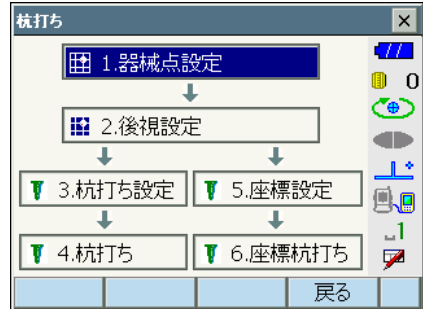 杭打ち
1.器械点設定
0
2.後視設定
3.杭打ち設定 5.座標設定
4.杭打ち 6.座標杭打ち
1
戻る